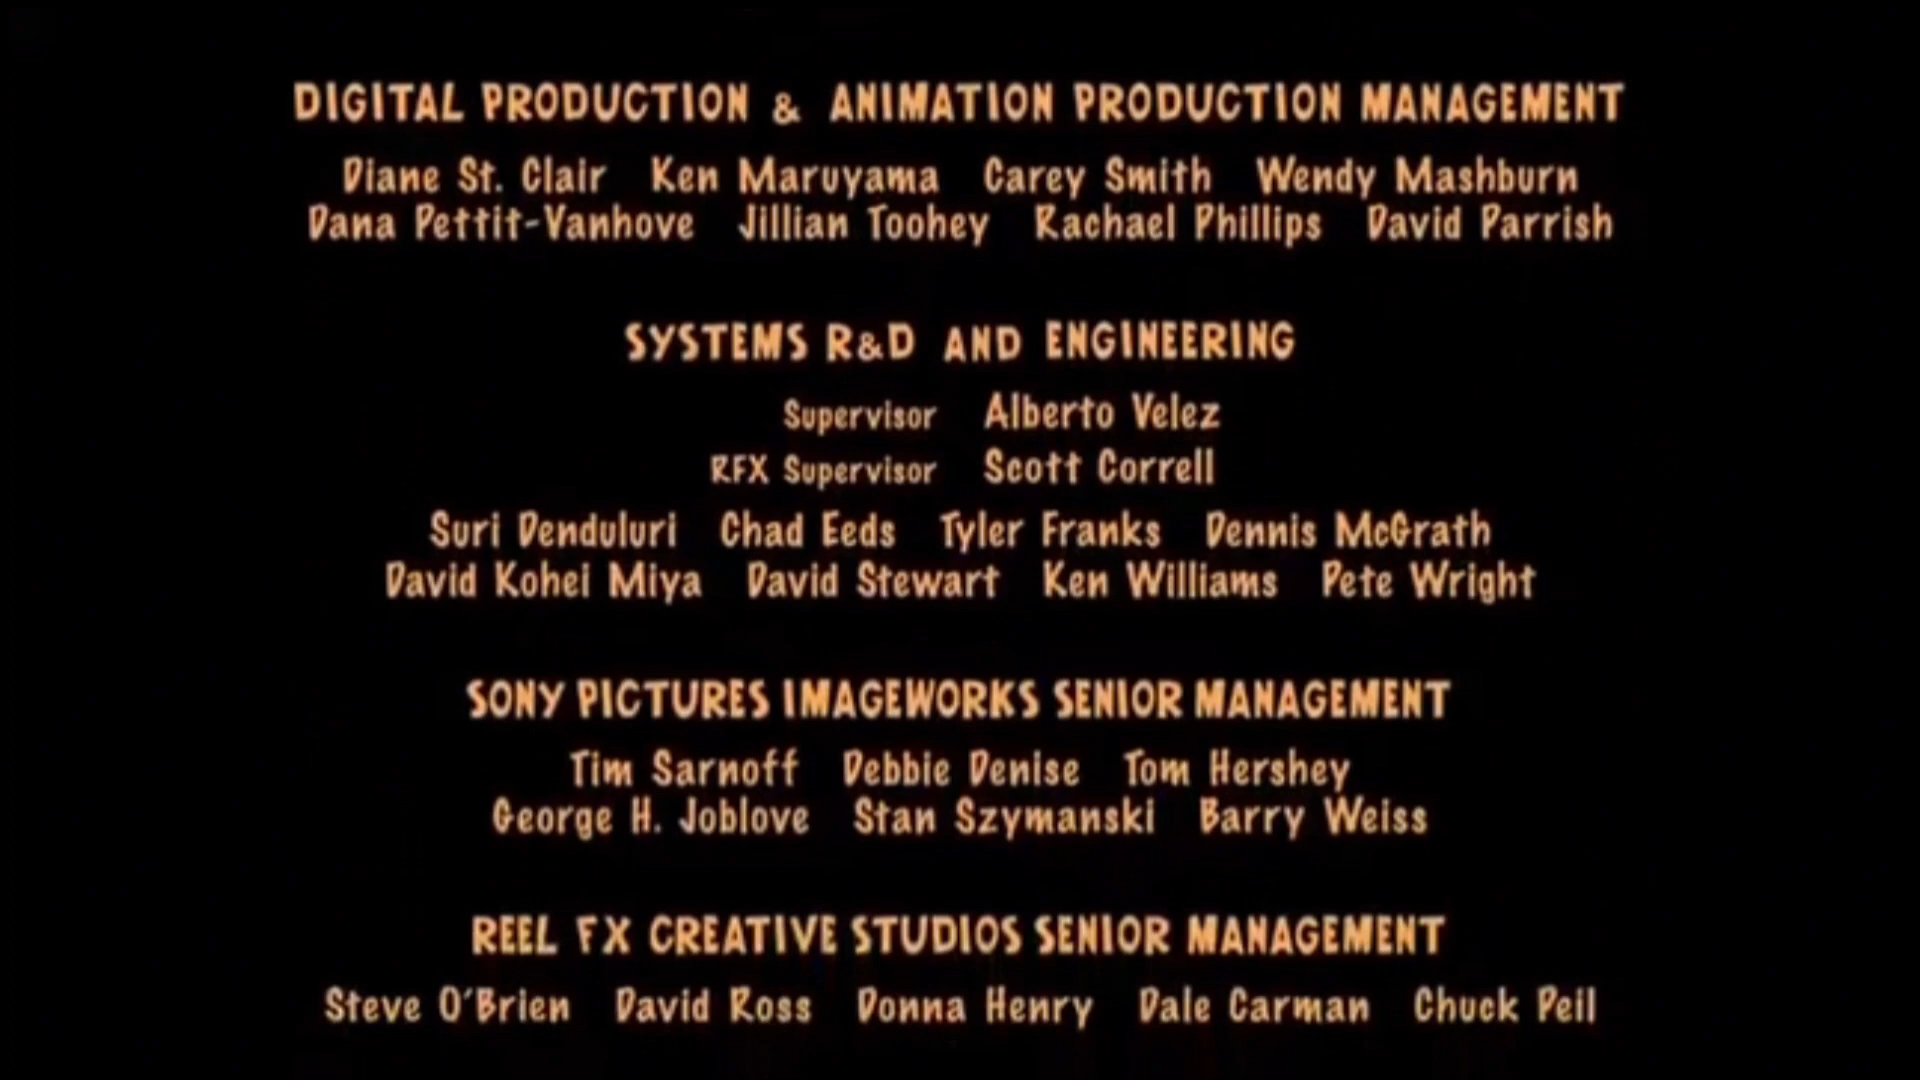 DIGITAL PRODUCTION & ANIMATION PRODUCTION MANAGEMENT
Diane St. Clair Ken Maruyama Carey Smith Wendy Mashburn
Dana Pettit-Vanhove Jillian Toohey Rachael Phillips David Parrish
SYSTEMS R&D AND ENGINEERING
Supervisor Alberto Velez
RFX Supervisor Scott Correll
Suri Denduluri Chad Eeds Tyler Franks Dennis McGrath
David Kohei Miya David Stewart Ken Williams Pete Wright
SONY PICTURES IMAGEWORKS SENIOR MANAGEMENT
Tim Sarnoff Debbie Denise Tom Hershey
George H. Joblove Stan Szymanski Barry Weiss
REEL FX CREATIVE STUDIOS SENIOR MANAGEMENT
Steve O'Brien David Ross Donna Henry Dale Carman Chuck Peil